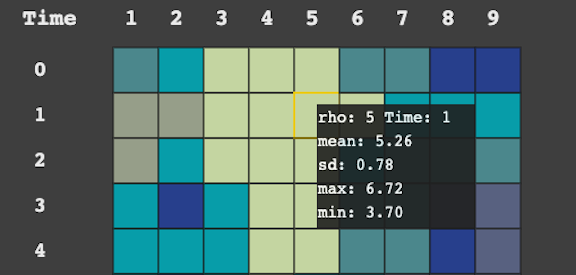 Time 1 2 3 4 5 6 7 8 9
0
1
rho: 5 Time: 1
mean: 5.26
2
sd: 0.78
max: 6.72
3
min: 3.70
4